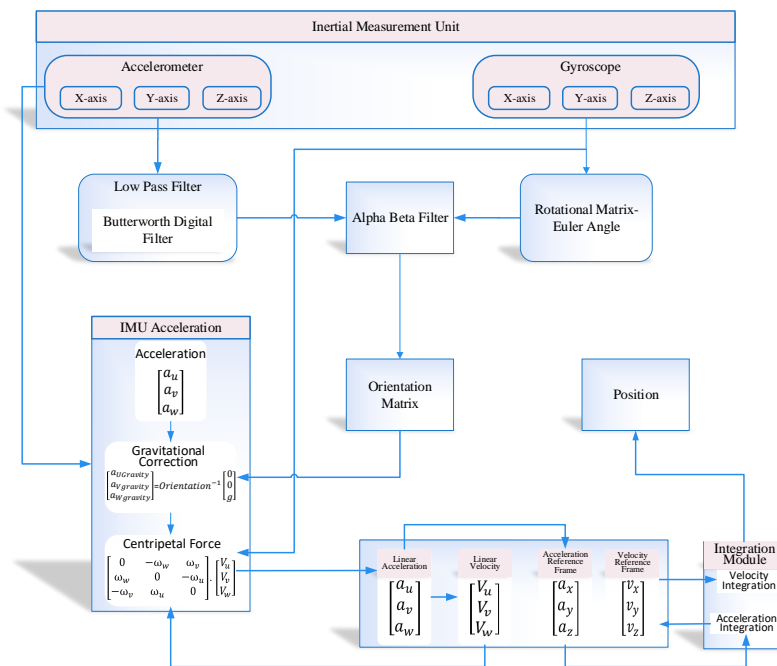 Inertial Measurement Unit
Accelerometer
X-axis Y-axis Z-axis
Gyroscope
X-axis Y-axis Z-axis
Low Pass Filter
Butterworth Digital
Filter
Alpha Beta Filter
Rotational Matrix-
Euler Angle
IMU Acceleration
Acceleration
[a_u]
[a_v]
[a_w]
Orientation
Matrix
Position
Gravitational
Correction
[a_UGravity] [0]
[a_Vgravity]=Orientation⁻¹[0]
[a_Wgravity] [g]
Centripetal Force
[0 −ω_w ω_v] [V_u]
[ω_w 0 −ω_u] . [V_v]
[−ω_v ω_u 0] [V_w]
Linear
Acceleration
[a_u]
[a_v]
[a_w]
Linear
Velocity
[V_u]
[V_v]
[V_w]
Acceleration
Reference
Frame
[a_x]
[a_y]
[a_z]
Velocity
Reference
Frame
[v_x]
[v_y]
[v_z]
Integration
Module
Velocity
Integration
Acceleration
Integration